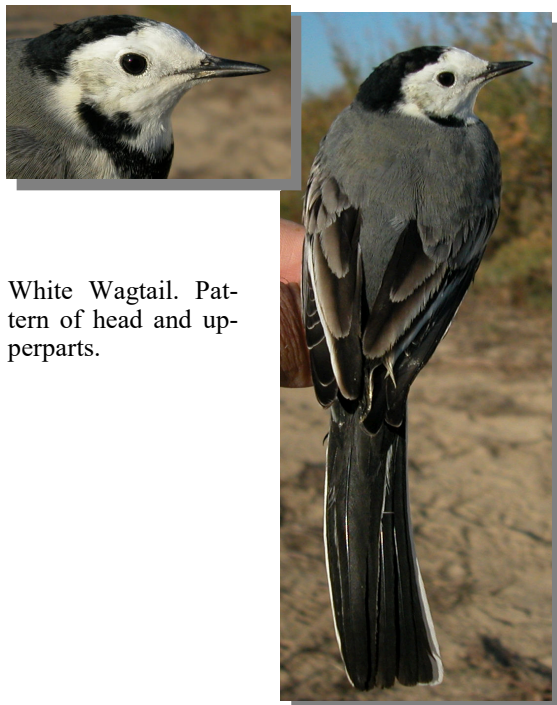 White Wagtail. Pat-
tern of head and up-
perparts.